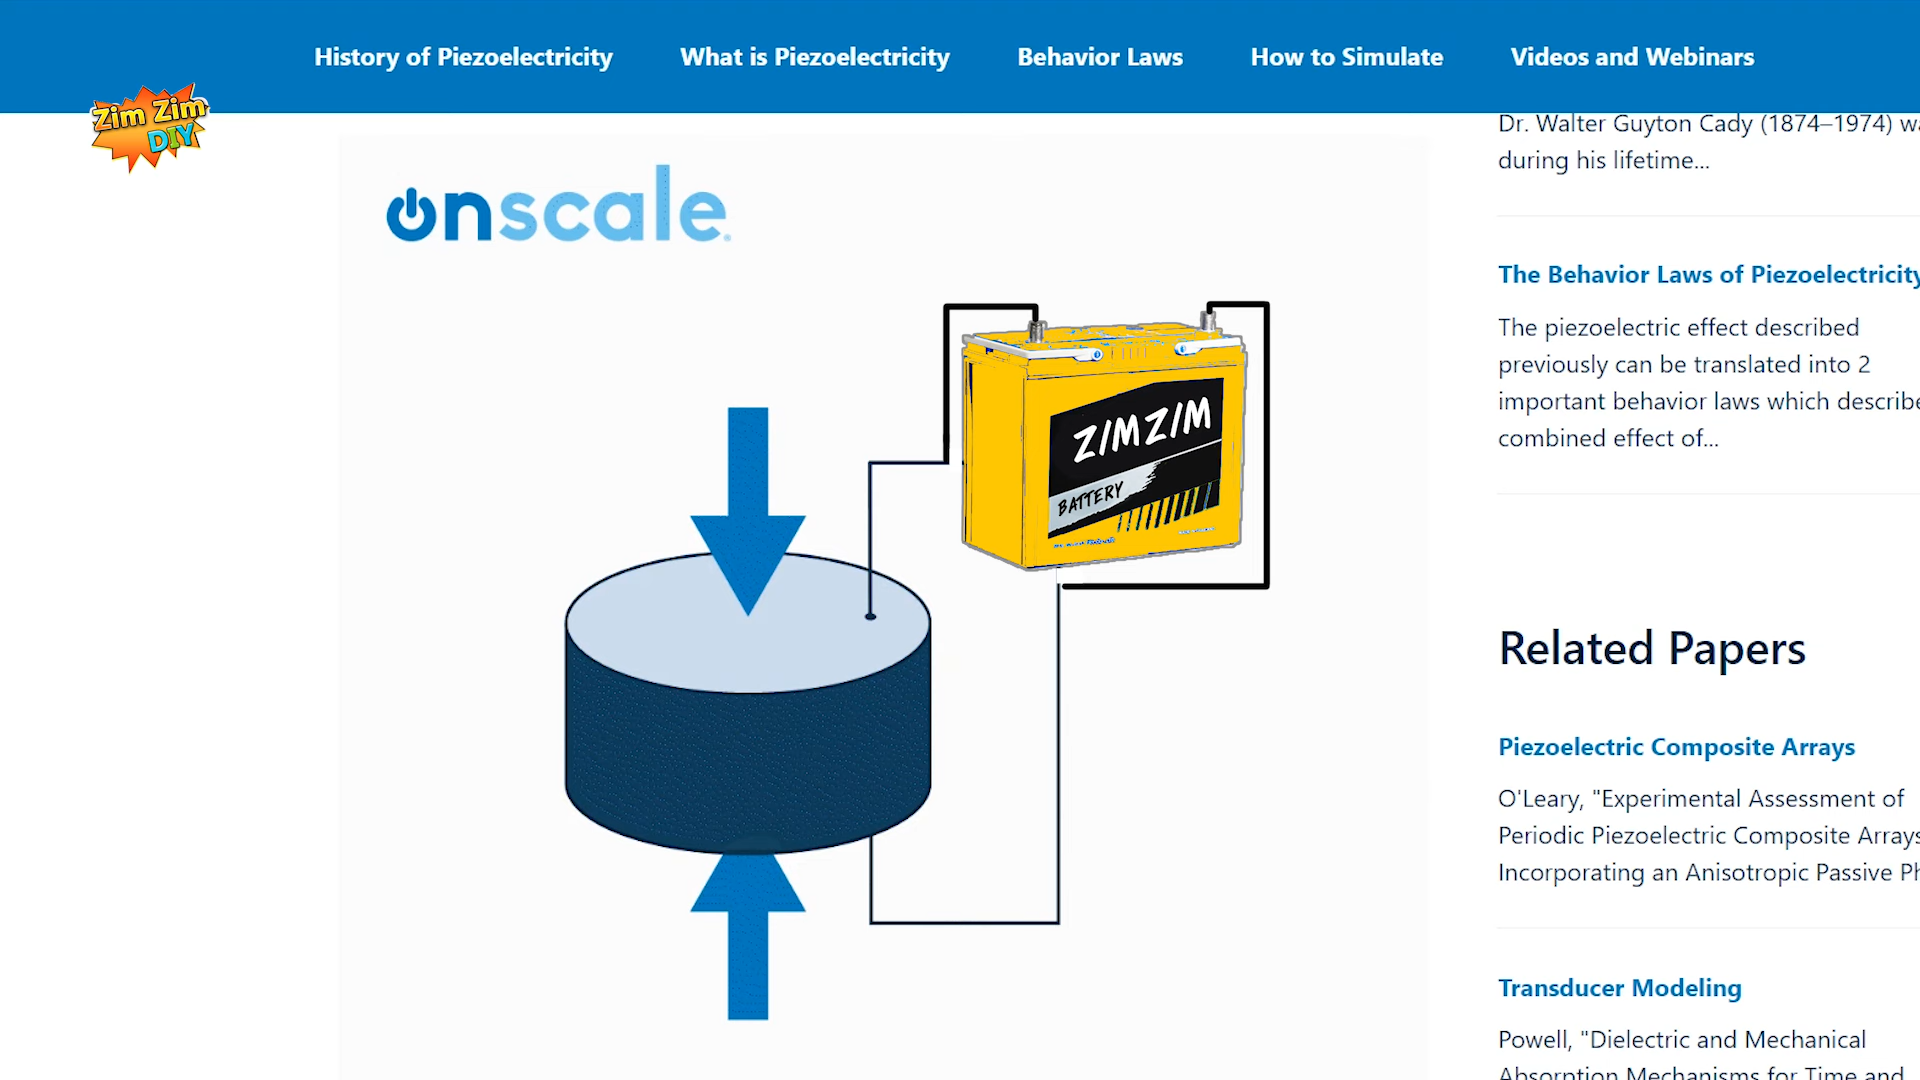 History of Piezoelectricity
What is Piezoelectricity
Behavior Laws
How to Simulate
Videos and Webinars
Zim Zim
DIY
onscale
ZIMZIM
BATTERY
Dr. Walter Guyton Cady (1874–1974) wa
during his lifetime...
The Behavior Laws of Piezoelectricity
The piezoelectric effect described
previously can be translated into 2
important behavior laws which describe
combined effect of...
Related Papers
Piezoelectric Composite Arrays
O'Leary, "Experimental Assessment of
Periodic Piezoelectric Composite Arrays
Incorporating an Anisotropic Passive Ph
Transducer Modeling
Powell, "Dielectric and Mechanical
Absorption Mechanisms for Time and